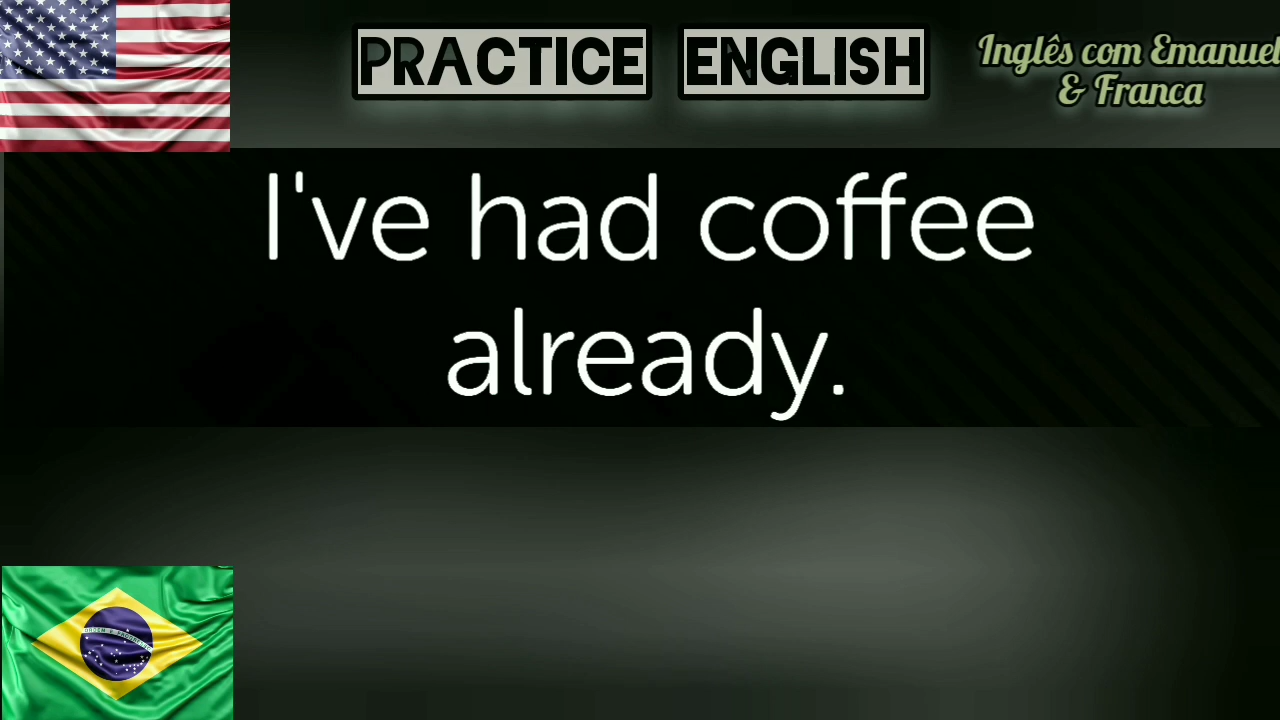 PRACTICE ENGLISH
Inglês com Emanuel
& Franca
I've had coffee
already.